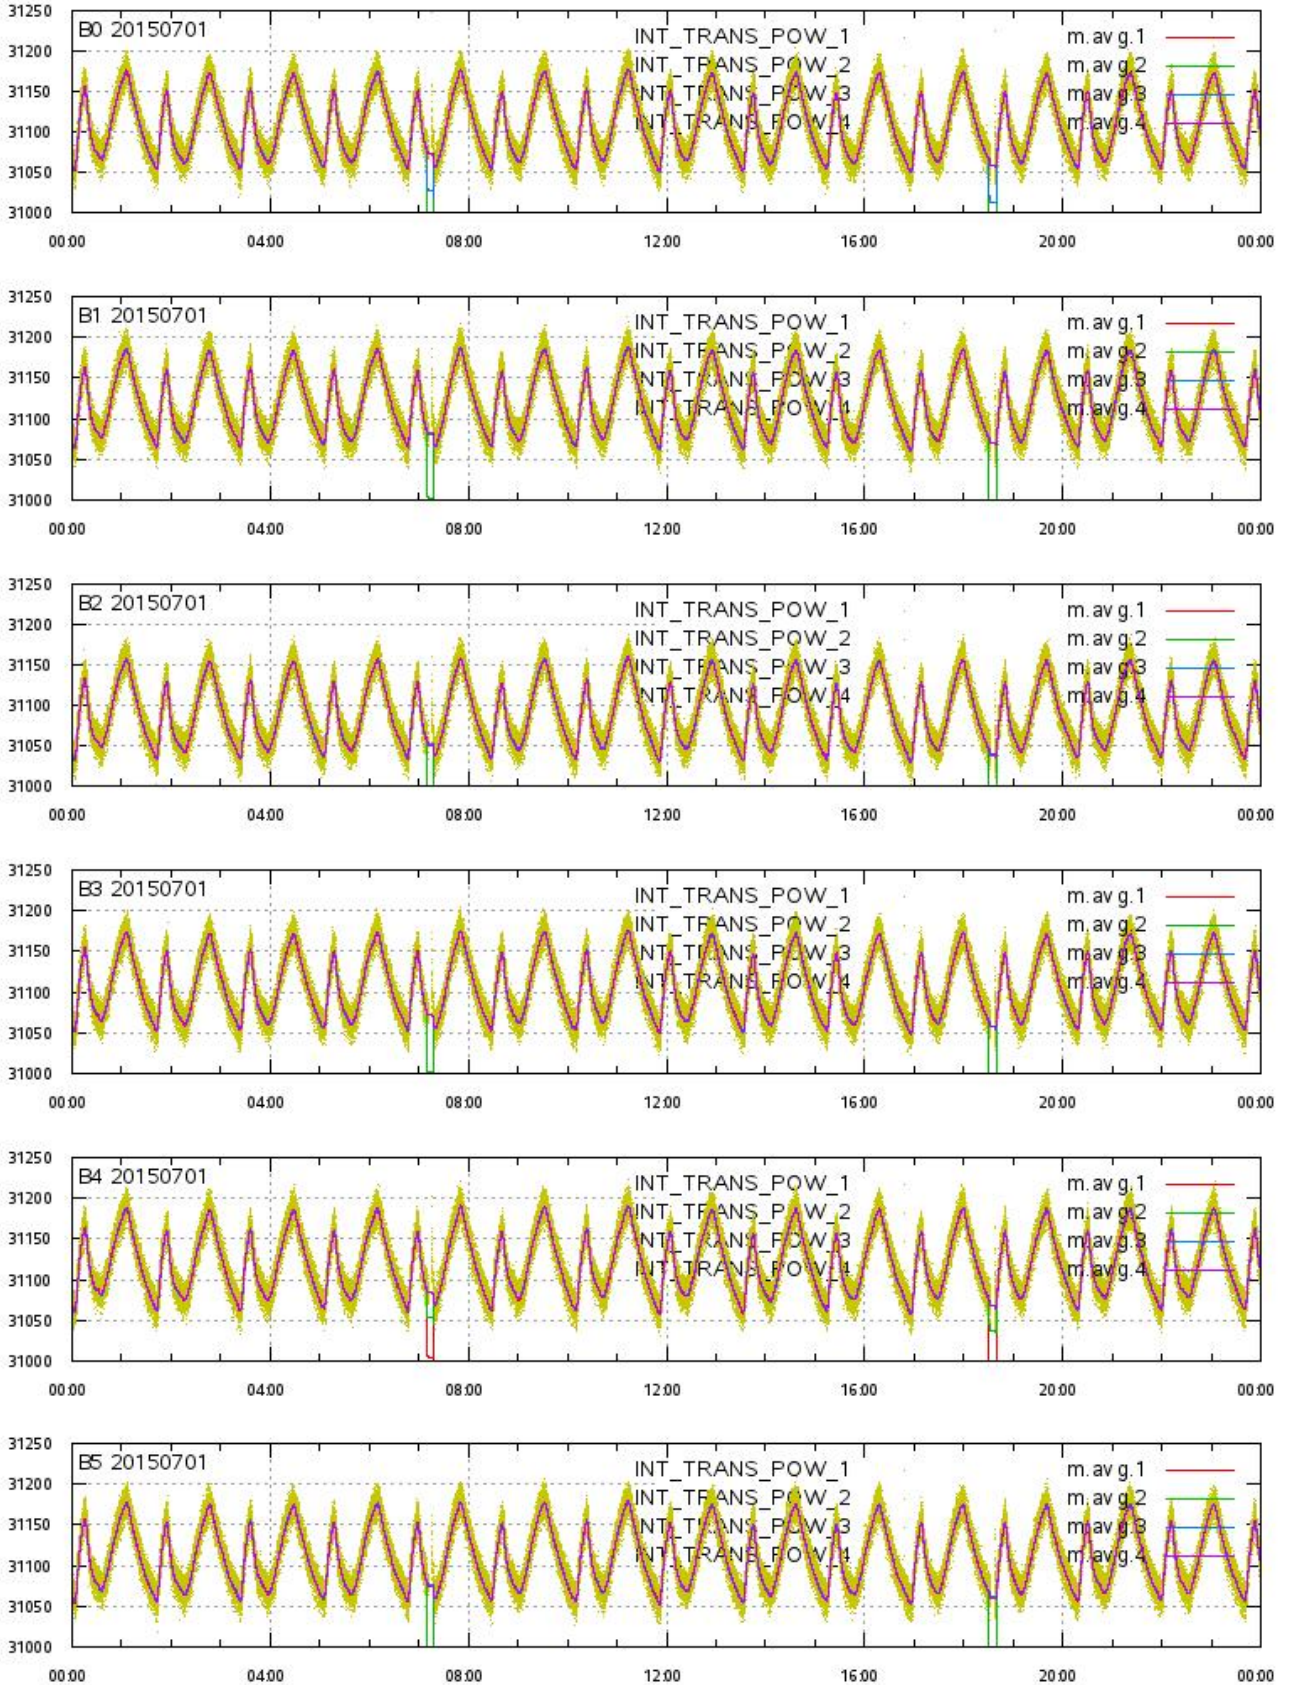 31250
B0 20150701 INT_TRANS_POW_1 m.avg.1
31200
INT_TRANS_POW_2 m.avg.2
31150
INT_TRANS_POW_3 m.avg.3
31100
INT_TRANS_POW_4 m.avg.4
31050
31000
00:00 04:00 08:00 12:00 16:00 20:00 00:00
31250
B1 20150701 INT_TRANS_POW_1 m.avg.1
31200
INT_TRANS_POW_2 m.avg.2
31150
INT_TRANS_POW_3 m.avg.3
31100
INT_TRANS_POW_4 m.avg.4
31050
31000
00:00 04:00 08:00 12:00 16:00 20:00 00:00
31250
B2 20150701 INT_TRANS_POW_1 m.avg.1
31200
INT_TRANS_POW_2 m.avg.2
31150
INT_TRANS_POW_3 m.avg.3
31100
INT_TRANS_POW_4 m.avg.4
31050
31000
00:00 04:00 08:00 12:00 16:00 20:00 00:00
31250
B3 20150701 INT_TRANS_POW_1 m.avg.1
31200
INT_TRANS_POW_2 m.avg.2
31150
INT_TRANS_POW_3 m.avg.3
31100
INT_TRANS_POW_4 m.avg.4
31050
31000
00:00 04:00 08:00 12:00 16:00 20:00 00:00
31250
B4 20150701 INT_TRANS_POW_1 m.avg.1
31200
INT_TRANS_POW_2 m.avg.2
31150
INT_TRANS_POW_3 m.avg.3
31100
INT_TRANS_POW_4 m.avg.4
31050
31000
00:00 04:00 08:00 12:00 16:00 20:00 00:00
31250
B5 20150701 INT_TRANS_POW_1 m.avg.1
31200
INT_TRANS_POW_2 m.avg.2
31150
INT_TRANS_POW_3 m.avg.3
31100
INT_TRANS_POW_4 m.avg.4
31050
31000
00:00 04:00 08:00 12:00 16:00 20:00 00:00